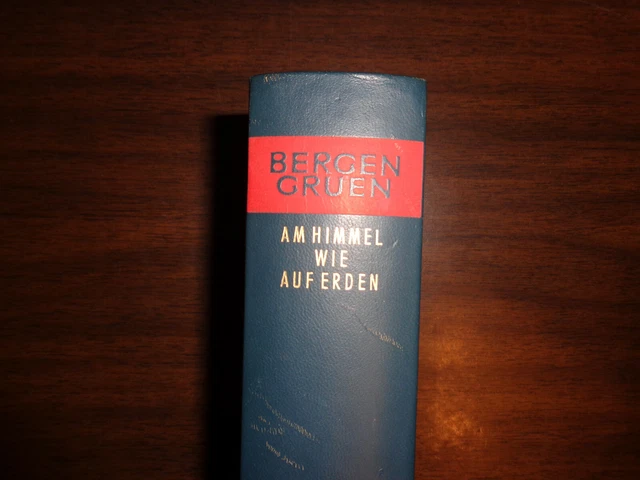 BERGEN
GRUEN
AM HIMMEL
WIE
AUF ERDEN